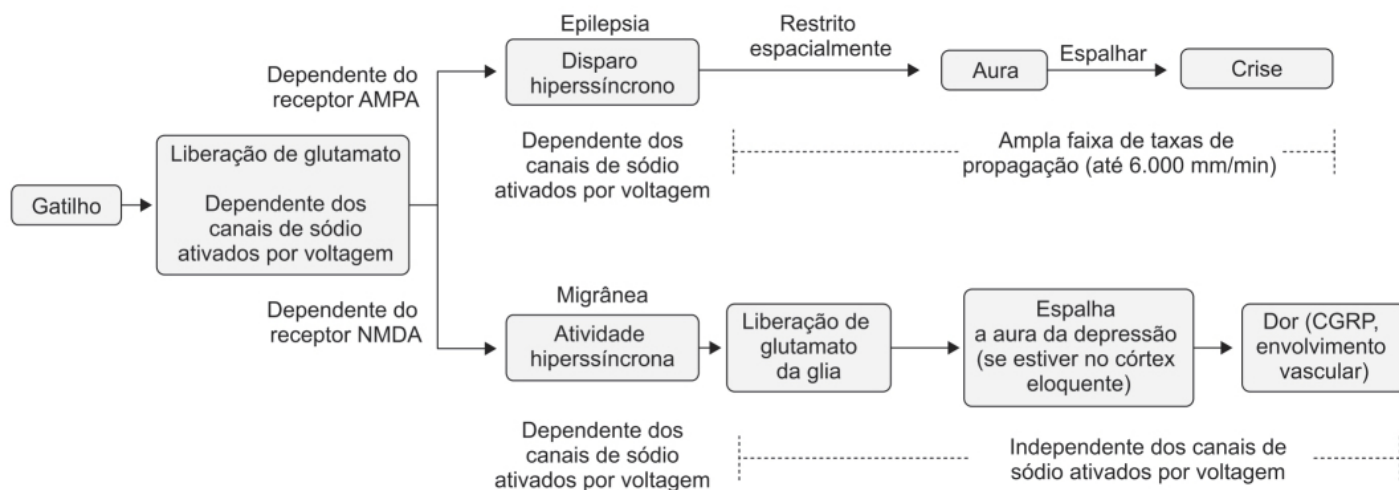 Epilepsia
Disparo
hiperssíncrono
Restrito
espacialmente
Aura
Espalhar
Crise
Dependente do
receptor AMPA
Dependente dos
canais de sódio
ativados por voltagem
Ampla faixa de taxas de
propagação (até 6.000 mm/min)
Gatilho
Liberação de glutamato
Dependente dos
canais de sódio
ativados por voltagem
Dependente do
receptor NMDA
Migrânea
Atividade
hiperssíncrona
Liberação de
glutamato
da glia
Espalha
a aura da depressão
(se estiver no córtex
eloquente)
Dor (CGRP,
envolvimento
vascular)
Dependente dos
canais de sódio
ativados por voltagem
Independente dos canais de
sódio ativados por voltagem